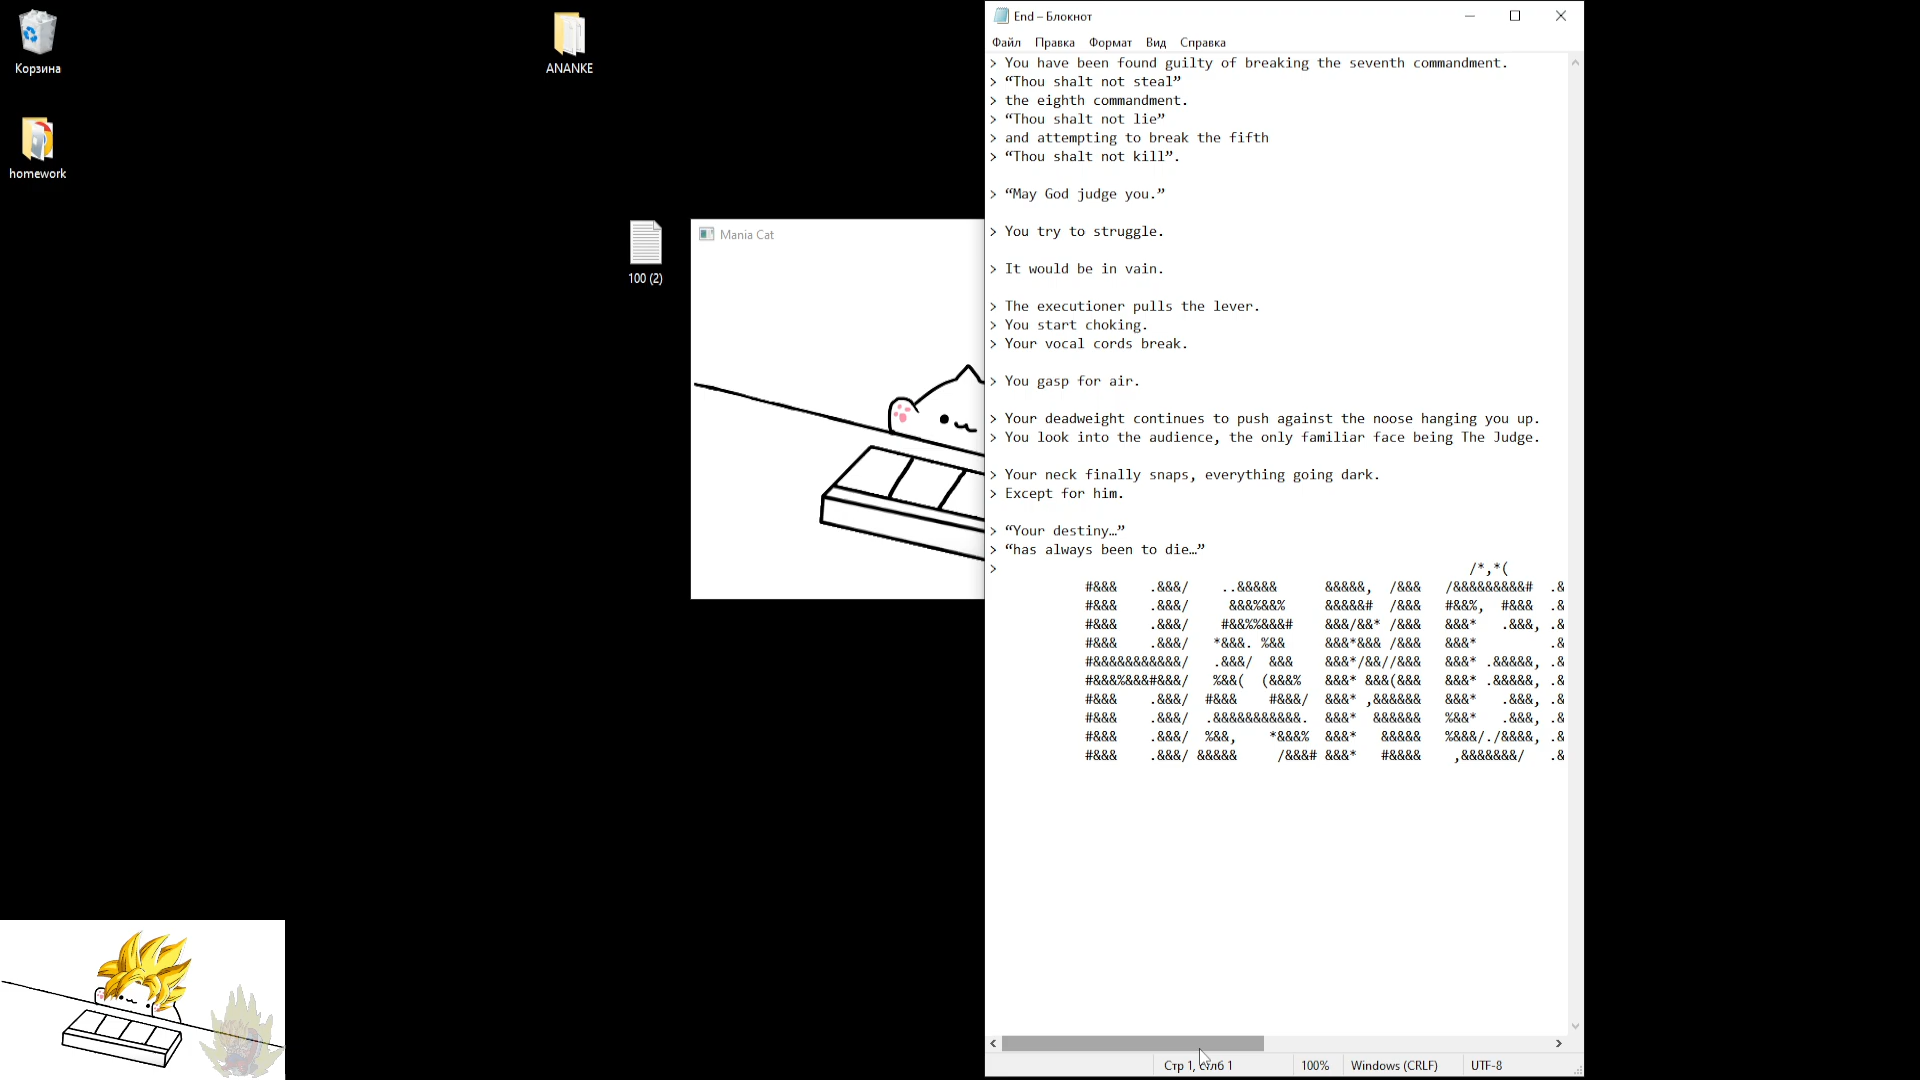 Корзина
homework
ANANKE
100 (2)
Mania Cat
End – Блокнот
Файл Правка Формат Вид Справка
> You have been found guilty of breaking the seventh commandment.
> “Thou shalt not steal”
> the eighth commandment.
> “Thou shalt not lie”
> and attempting to break the fifth
> “Thou shalt not kill”.
> “May God judge you.”
> You try to struggle.
> It would be in vain.
> The executioner pulls the lever.
> You start choking.
> Your vocal cords break.
> You gasp for air.
> Your deadweight continues to push against the noose hanging you up.
> You look into the audience, the only familiar face being The Judge.
> Your neck finally snaps, everything going dark.
> Except for him.
> “Your destiny…”
> “has always been to die…”
>                                                           /*,*(
            #&&&    .&&&/    ..&&&&&      &&&&&, /&&&   /&&&&&&&&&#  .&
            #&&&    .&&&/     &&&%&&%     &&&&&# /&&&   #&&%,  #&&&  .&
            #&&&    .&&&/    #&&%%&&&#    &&&/&&* /&&&   &&&*   .&&&, .&
            #&&&    .&&&/   *&&&. %&&     &&&*&&& /&&&   &&&*         .&
            #&&&&&&&&&&&/   .&&&/  &&&    &&&*/&&//&&&   &&&* .&&&&&, .&
            #&&&%&&&#&&&/   %&&(  (&&&%   &&&* &&&(&&&   &&&* .&&&&&, .&
            #&&&    .&&&/  #&&&    #&&&/  &&&* ,&&&&&&   &&&*   .&&&, .&
            #&&&    .&&&/  .&&&&&&&&&&&.  &&&*  &&&&&&   %&&*   .&&&, .&
            #&&&    .&&&/  %&&,    *&&&%  &&&*   &&&&&   %&&&/./&&&&, .&
            #&&&    .&&&/ &&&&&     /&&&# &&&*   #&&&&    ,&&&&&&&/   .&
Стр 1, стлб 1 100% Windows (CRLF) UTF-8